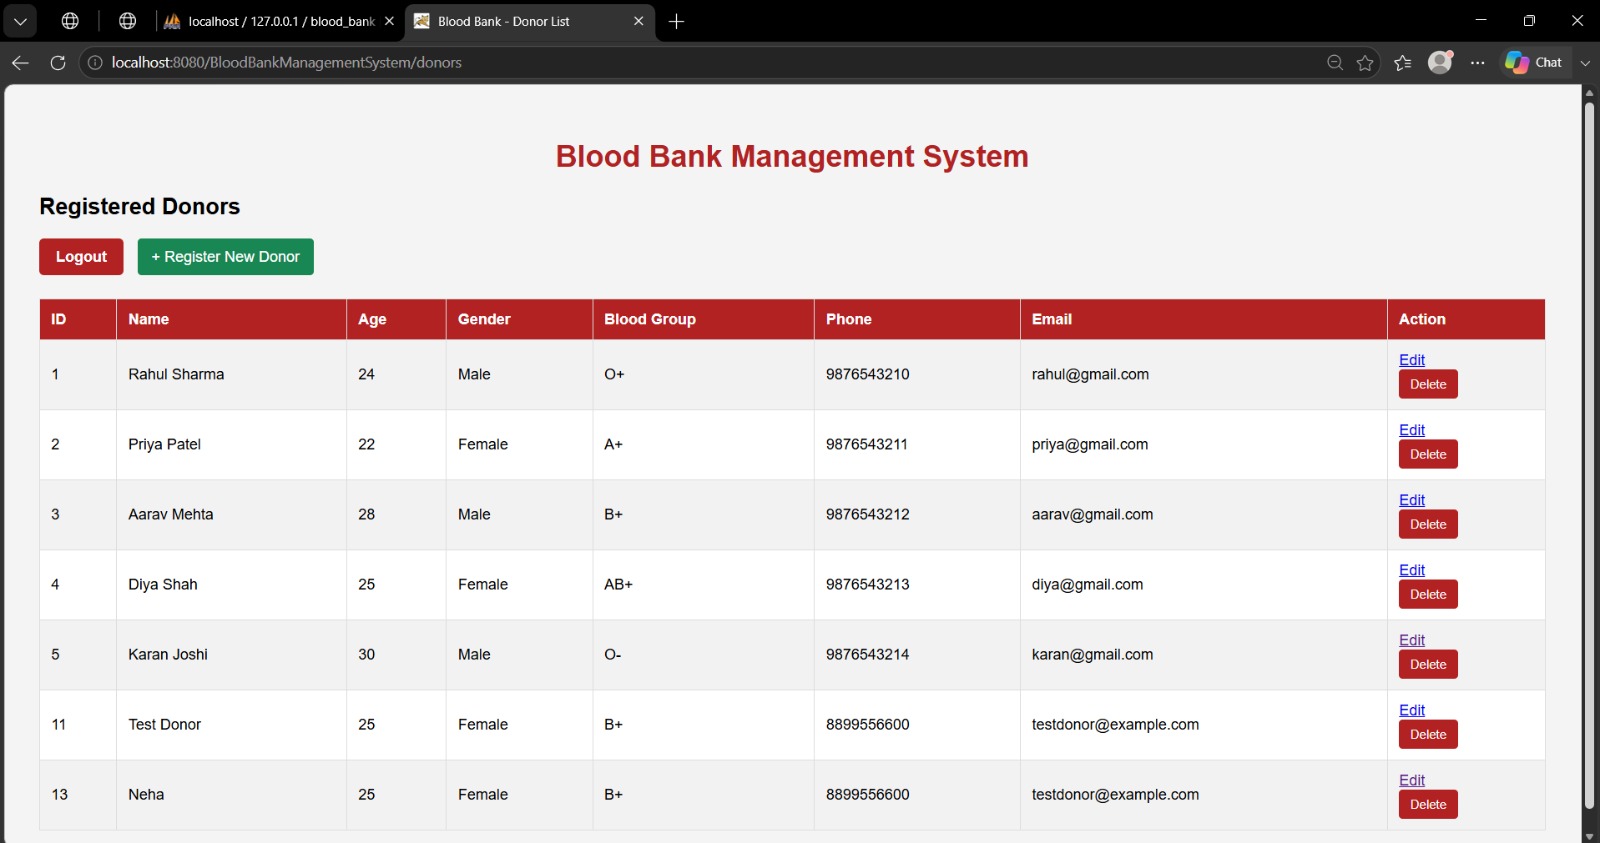 localhost / 127.0.0.1 / blood_bank
Blood Bank - Donor List
localhost:8080/BloodBankManagementSystem/donors
Chat
Blood Bank Management System
Registered Donors
Logout + Register New Donor
ID Name Age Gender Blood Group Phone Email Action
1 Rahul Sharma 24 Male O+ 9876543210 rahul@gmail.com Edit
Delete
2 Priya Patel 22 Female A+ 9876543211 priya@gmail.com Edit
Delete
3 Aarav Mehta 28 Male B+ 9876543212 aarav@gmail.com Edit
Delete
4 Diya Shah 25 Female AB+ 9876543213 diya@gmail.com Edit
Delete
5 Karan Joshi 30 Male O- 9876543214 karan@gmail.com Edit
Delete
11 Test Donor 25 Female B+ 8899556600 testdonor@example.com Edit
Delete
13 Neha 25 Female B+ 8899556600 testdonor@example.com Edit
Delete